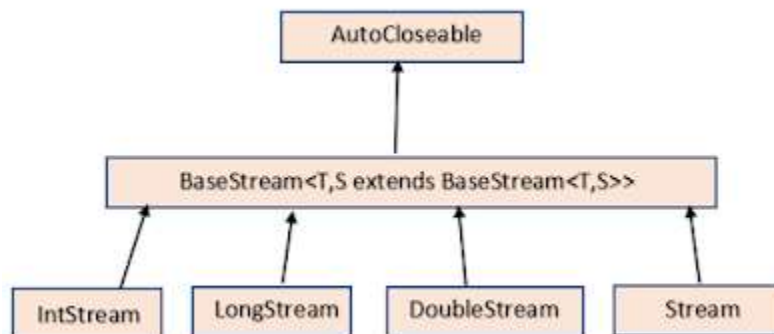 AutoCloseable
BaseStream<T,S extends BaseStream<T,S>>
IntStream
LongStream
DoubleStream
Stream